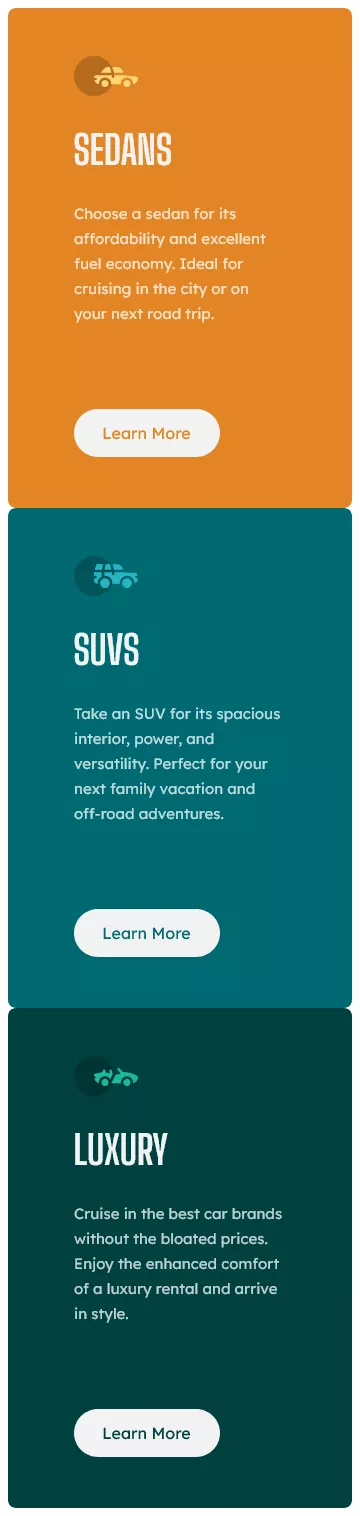 SEDANS
Choose a sedan for its
affordability and excellent
fuel economy. Ideal for
cruising in the city or on
your next road trip.
Learn More
SUVS
Take an SUV for its spacious
interior, power, and
versatility. Perfect for your
next family vacation and
off-road adventures.
Learn More
LUXURY
Cruise in the best car brands
without the bloated prices.
Enjoy the enhanced comfort
of a luxury rental and arrive
in style.
Learn More